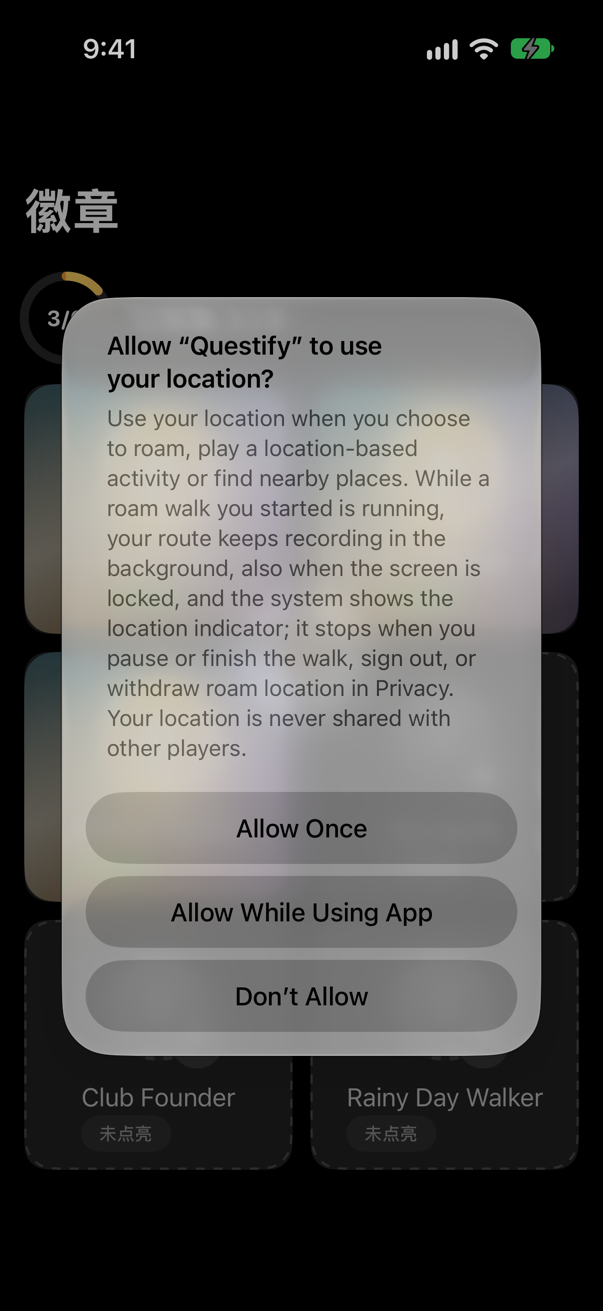 9:41
徽章
3/
Allow “Questify” to use
your location?
Use your location when you choose
to roam, play a location-based
activity or find nearby places. While a
roam walk you started is running,
your route keeps recording in the
background, also when the screen is
locked, and the system shows the
location indicator; it stops when you
pause or finish the walk, sign out, or
withdraw roam location in Privacy.
Your location is never shared with
other players.
Allow Once
Allow While Using App
Don’t Allow
Club Founder
Rainy Day Walker
未点亮
未点亮